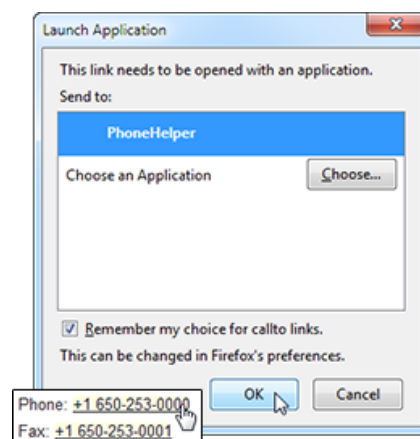 Launch Application
This link needs to be opened with an application.
Send to:
PhoneHelper
Choose an Application
Choose...
Remember my choice for callto links.
This can be changed in Firefox's preferences.
OK
Cancel
Phone: +1 650-253-0000
Fax: +1 650-253-0001